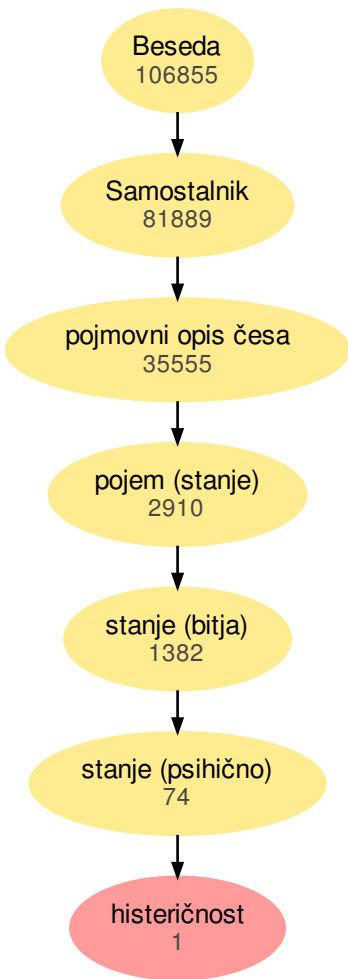 Beseda
106855
Samostalnik
81889
pojmovni opis česa
35555
pojem (stanje)
2910
stanje (bitja)
1382
stanje (psihično)
74
histeričnost
1